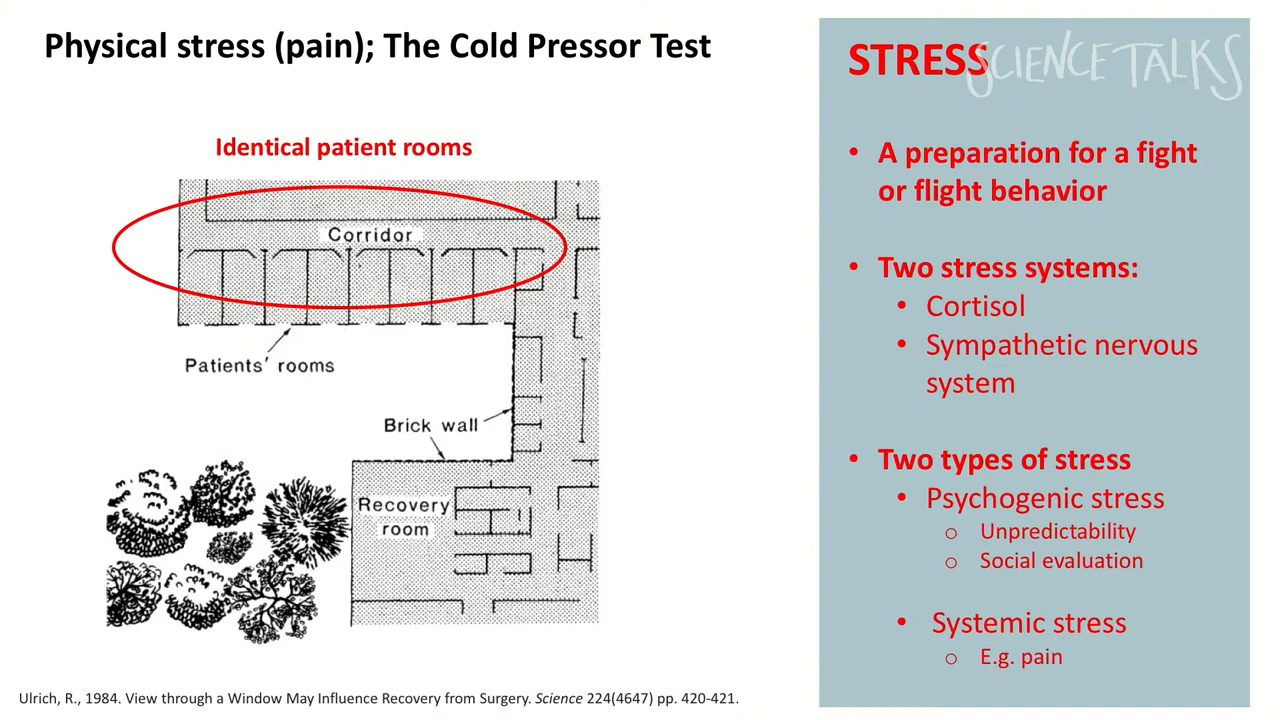 Physical stress (pain); The Cold Pressor Test
Identical patient rooms
Corridor
Patients' rooms
Brick wall
Recovery
room
Ulrich, R., 1984. View through a Window May Influence Recovery from Surgery. Science 224(4647) pp. 420-421.
STRESS
SCIENCE TALKS
• A preparation for a fight
or flight behavior
• Two stress systems:
• Cortisol
• Sympathetic nervous
system
• Two types of stress
• Psychogenic stress
o Unpredictability
o Social evaluation
• Systemic stress
o E.g. pain